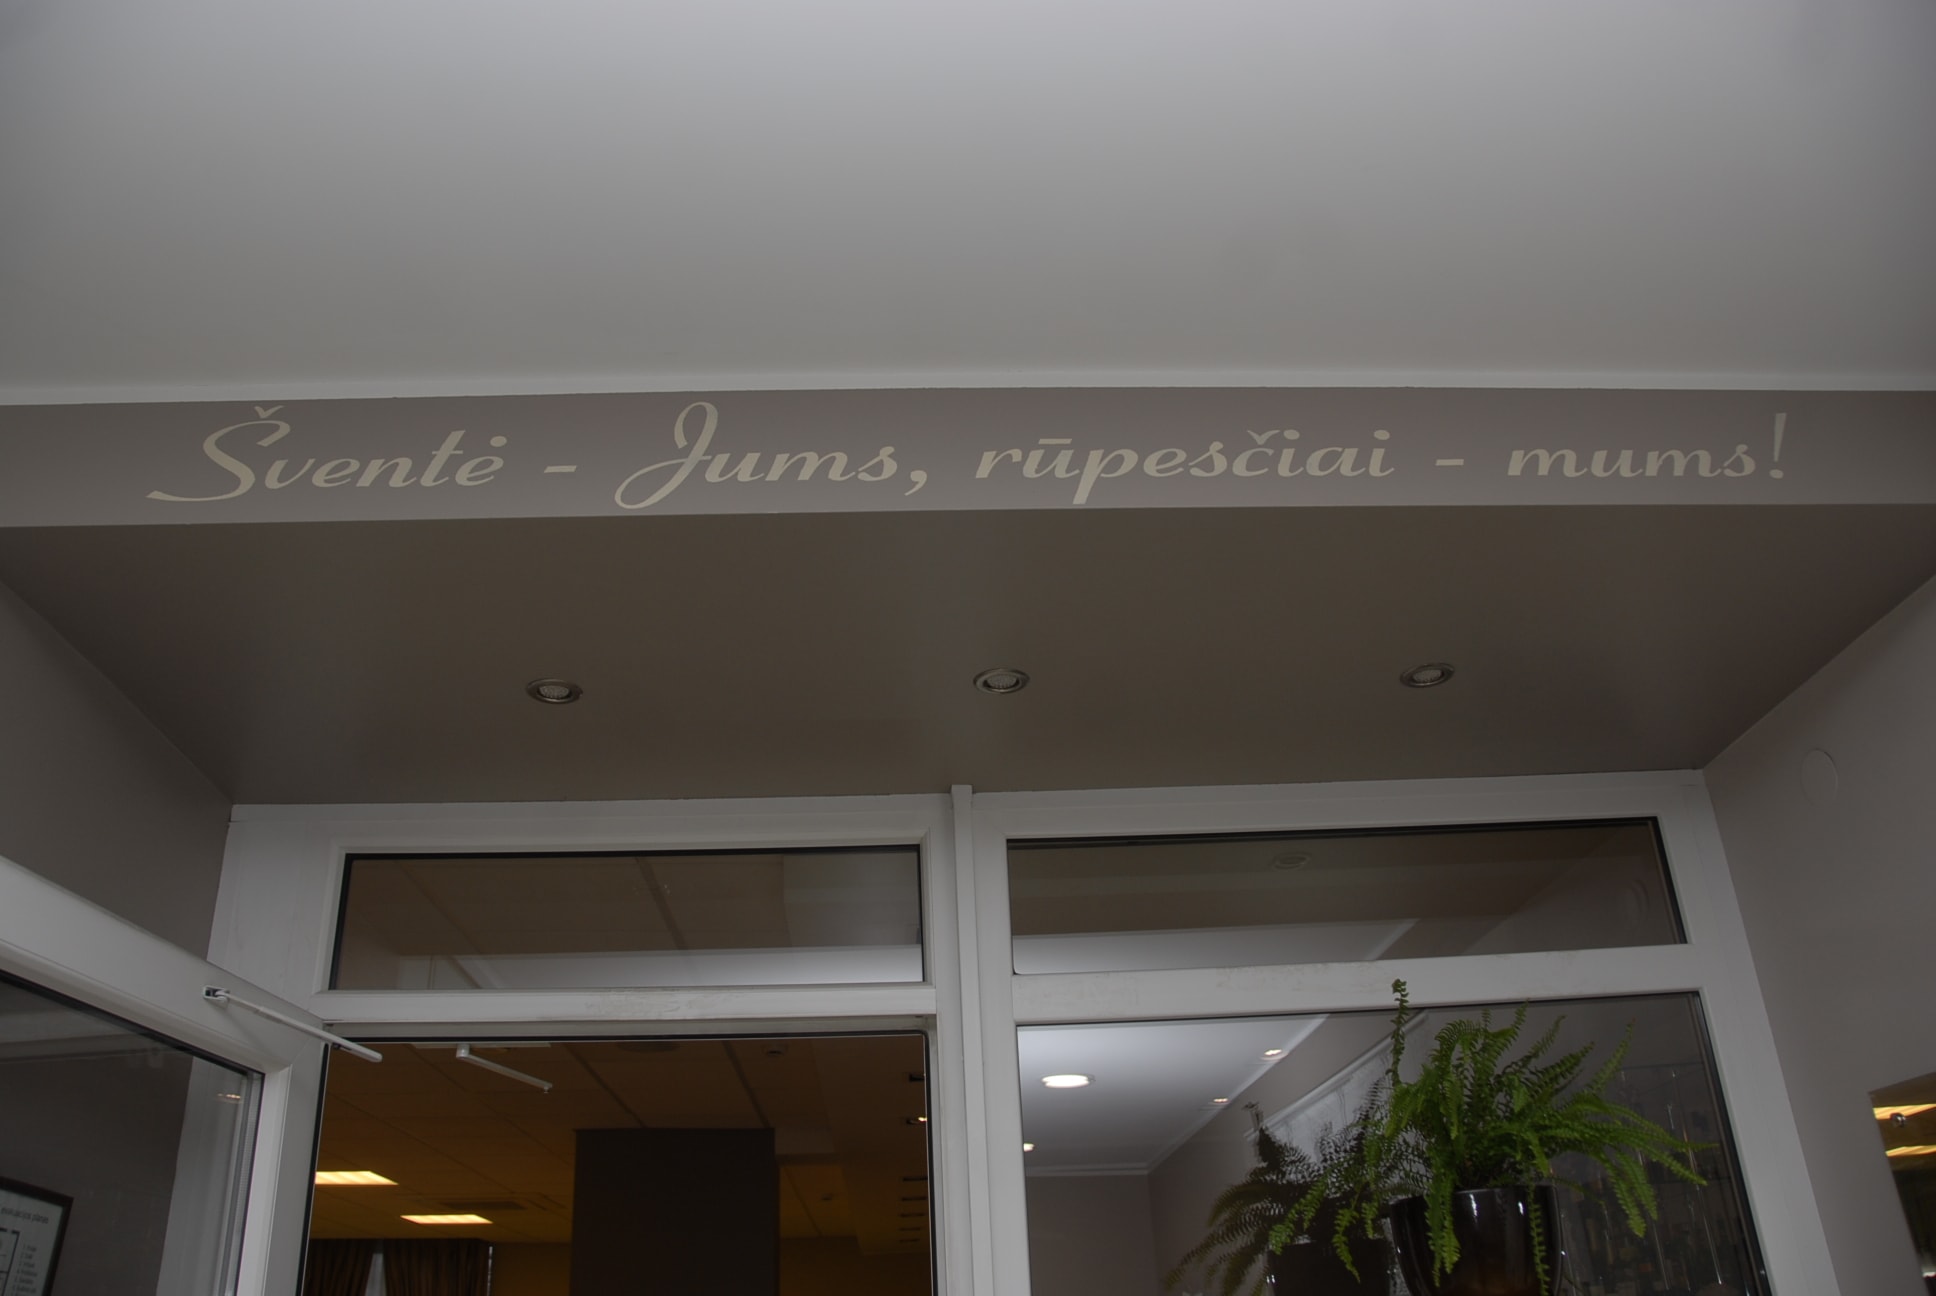 Šventė - Jums, rūpesčiai - mums!